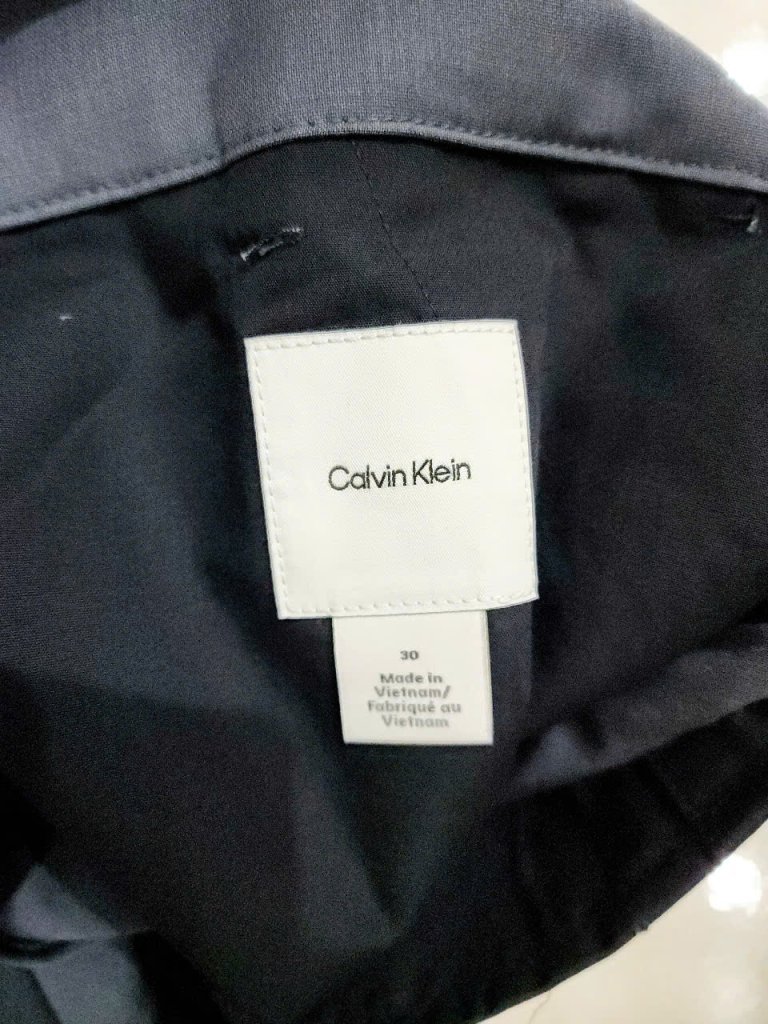 Calvin Klein
30
Made in
Vietnam/
Fabriqué au
Vietnam